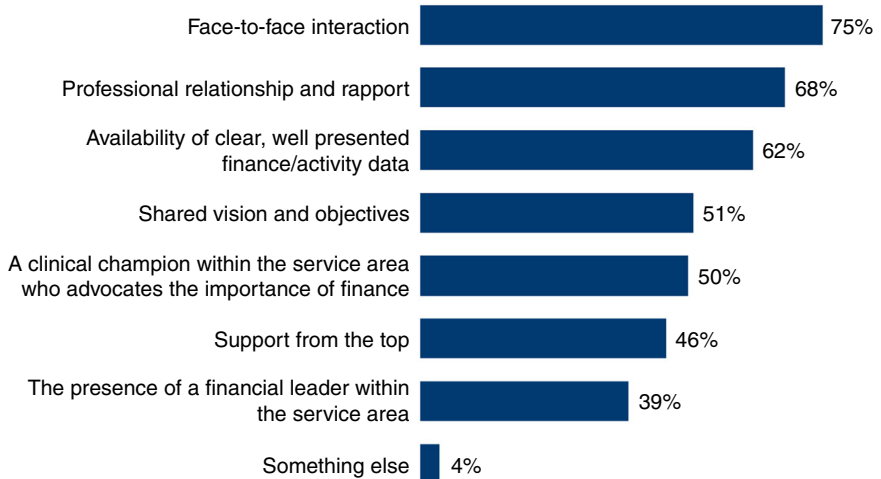 Face-to-face interaction 75%
Professional relationship and rapport 68%
Availability of clear, well presented
finance/activity data 62%
Shared vision and objectives 51%
A clinical champion within the service area
who advocates the importance of finance 50%
Support from the top 46%
The presence of a financial leader within
the service area 39%
Something else 4%